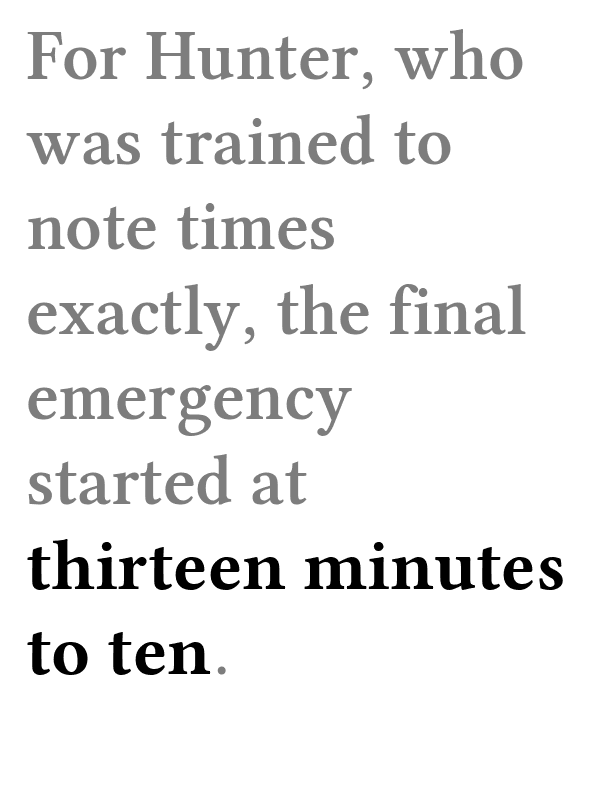 For Hunter, who
was trained to
note times
exactly, the final
emergency
started at
thirteen minutes
to ten.